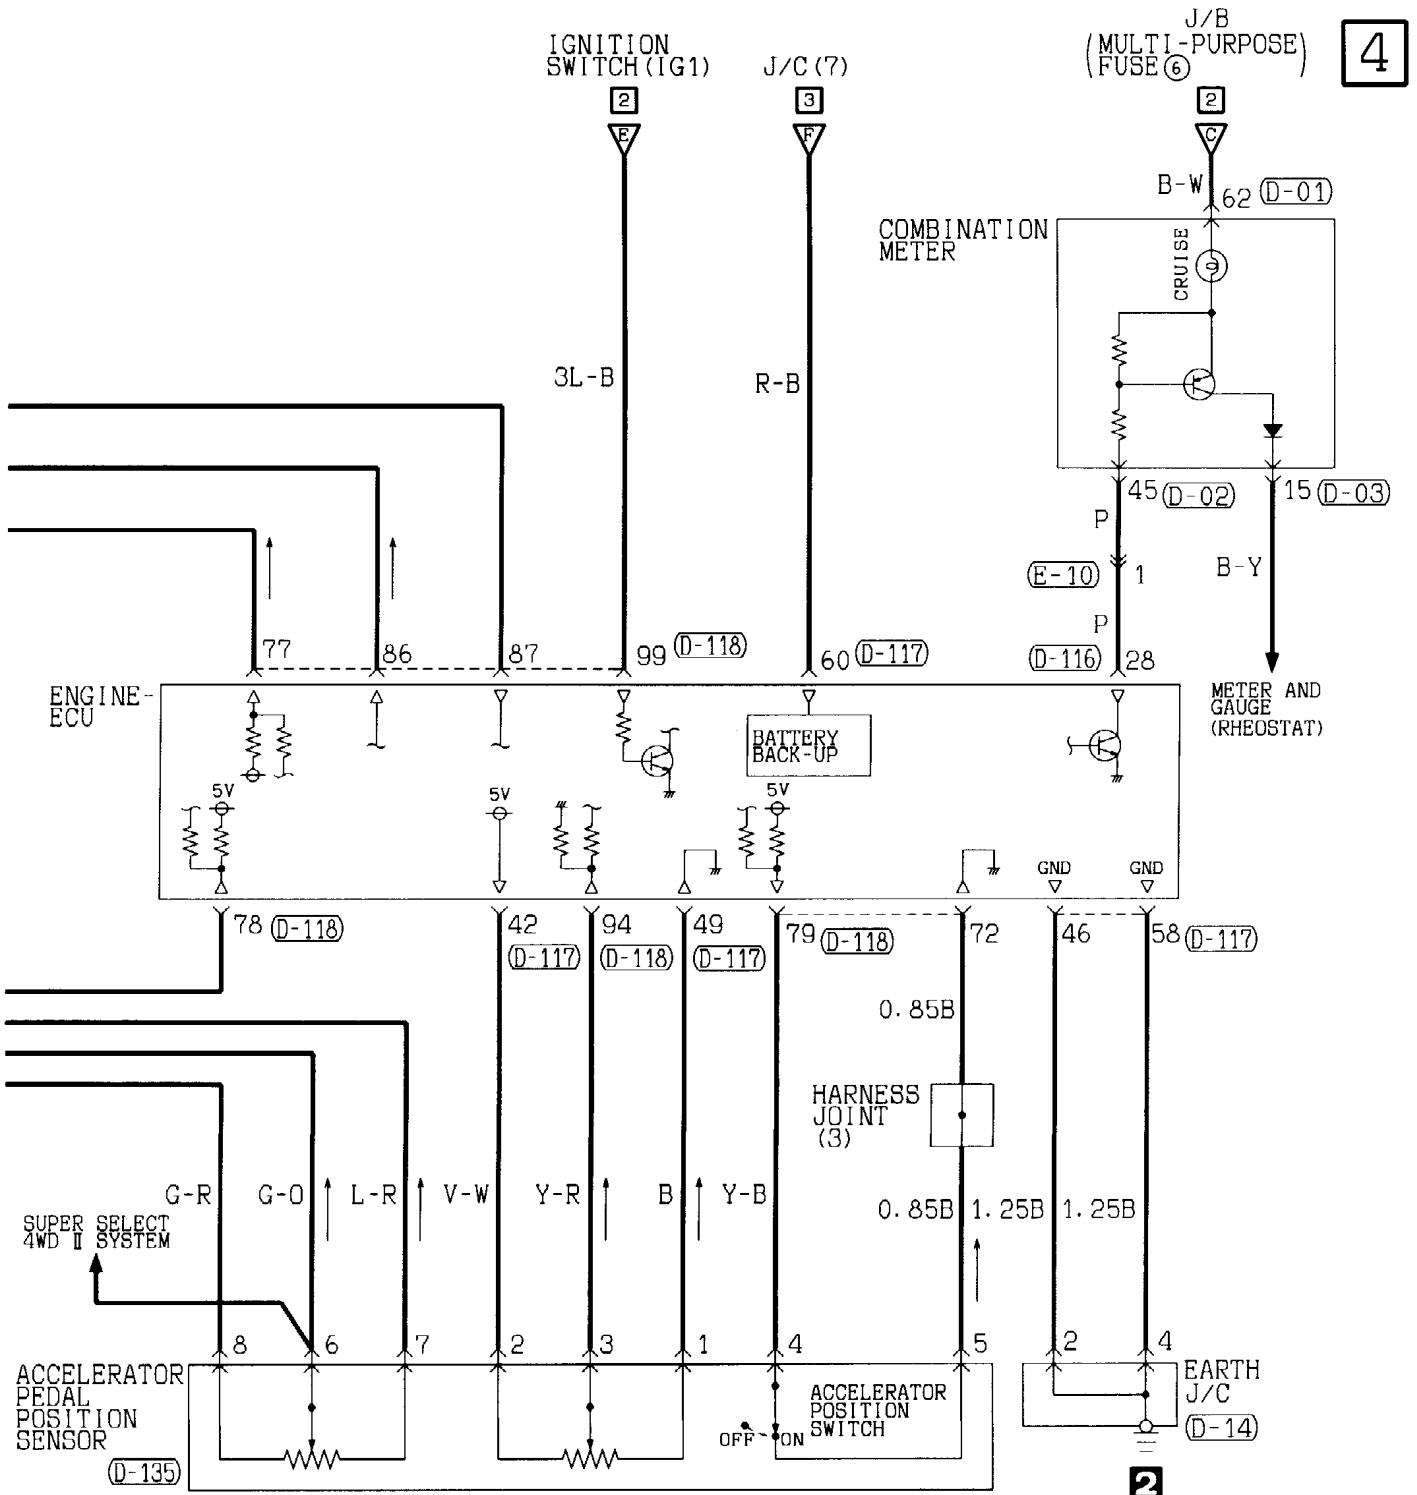 J/B
(MULTI-PURPOSE)
FUSE⑥
4
IGNITION
SWITCH(IG1)
J/C(7)
2
3
2
E
F
C
B-W
62
D-01
COMBINATION
METER
CRUISE
3L-B
R-B
45
D-02
15
D-03
P
E-10
1
B-Y
P
77
86
87
99
D-118
60
D-117
D-116
28
METER AND
GAUGE
(RHEOSTAT)
ENGINE-
ECU
BATTERY
BACK-UP
5V
5V
5V
GND
GND
78
D-118
42
D-117
94
D-118
49
D-117
79
D-118
72
46
58
D-117
0.85B
HARNESS
JOINT
(3)
G-R
G-O
L-R
V-W
Y-R
B
Y-B
0.85B
1.25B
1.25B
SUPER SELECT
4WD Ⅱ SYSTEM
8
6
7
2
3
1
4
5
2
4
ACCELERATOR
PEDAL
POSITION
SENSOR
D-135
ACCELERATOR
POSITION
SWITCH
OFF
ON
EARTH
J/C
D-14
2